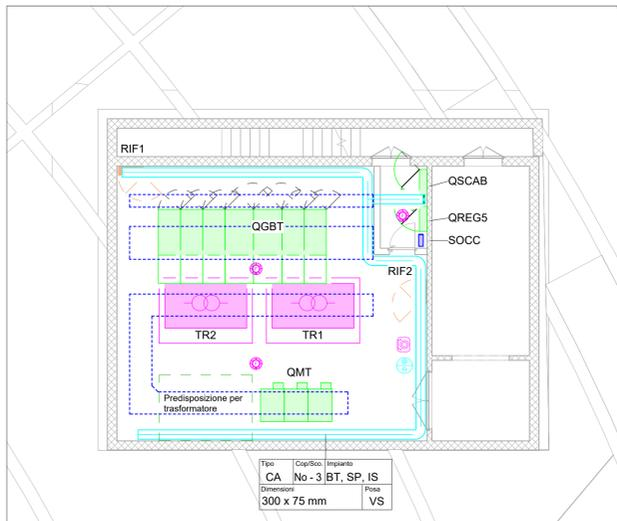 RIF1
QSCAB
QGBT
QREG5
SOCC
RIF2
TR2
TR1
QMT
Predisposizione per
trasformatore
Tipo Cop/Sco. Impianto
CA No - 3 BT, SP, IS
Dimensioni Posa
300 x 75 mm VS